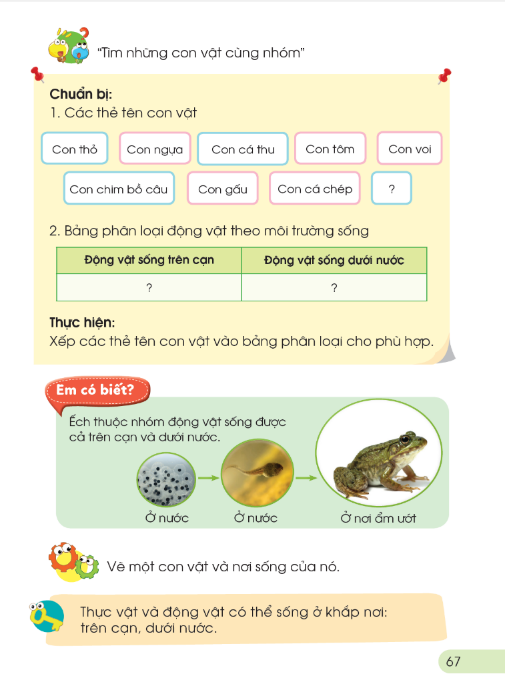 "Tìm những con vật cùng nhóm"
Chuẩn bị:
1. Các thẻ tên con vật
Con thỏ
Con ngựa
Con cá thu
Con tôm
Con voi
Con chim bồ câu
Con gấu
Con cá chép
?
2. Bảng phân loại động vật theo môi trường sống
Động vật sống trên cạn
Động vật sống dưới nước
?
?
Thực hiện:
Xếp các thẻ tên con vật vào bảng phân loại cho phù hợp.
Em có biết?
Ếch thuộc nhóm động vật sống được
cả trên cạn và dưới nước.
Ở nước
Ở nước
Ở nơi ẩm ướt
Vẽ một con vật và nơi sống của nó.
Thực vật và động vật có thể sống ở khắp nơi:
trên cạn, dưới nước.
67